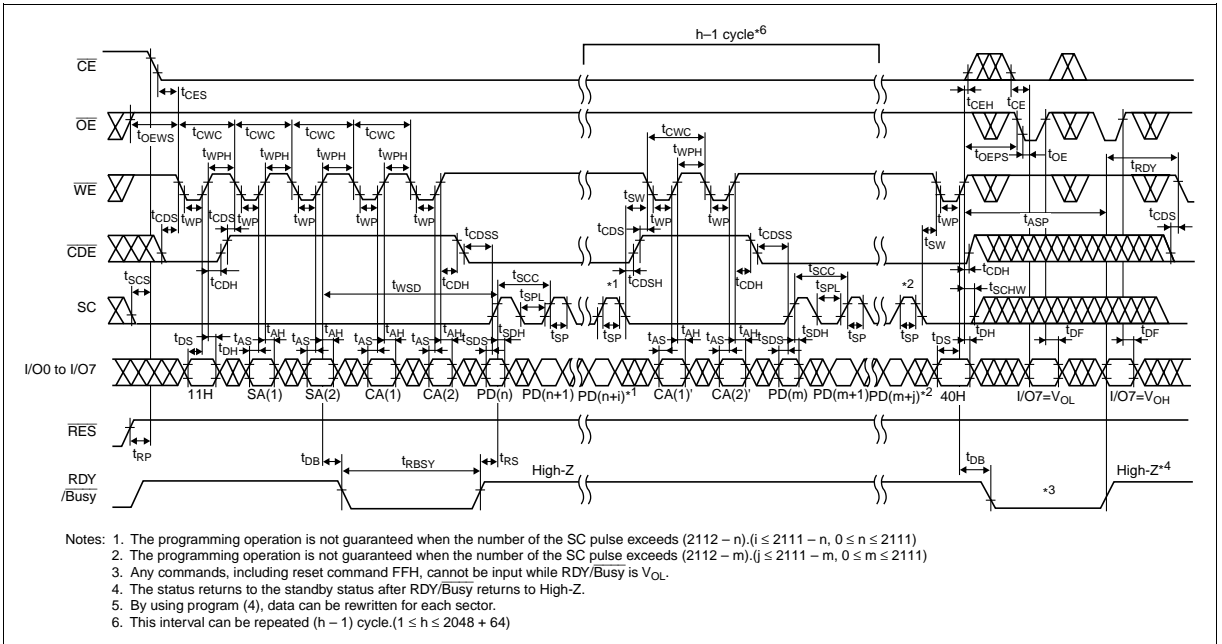 h–1 cycle*6
CE
tCES
tCEH
tCE
OE
tOEWS
tCWC
tCWC
tCWC
tCWC
tCWC
tWPH
tWPH
tWPH
tWPH
tWPH
tOEPS
tOE
tRDY
WE
tCDS
tCDS
tWP
tWP
tWP
tWP
tWP
tSW
tWP
tWP
tWP
tSW
tASP
tCDS
CDE
tSCS
tCDH
tCDH
tCDSS
tCDS
tCDSH
tCDH
tCDSS
tCDH
tSCHW
SC
tWSD
tSCC
tSPL
tSP
*1
tSP
tSCC
tSPL
tSP
*2
tSP
tDS
tDH
tAS
tAH
tAS
tAH
tAS
tAH
tAS
tAH
tSDS
tSDH
tAS
tAH
tAS
tAH
tSDS
tSDH
tDS
tDH
tDF
tDF
I/O0 to I/O7
11H SA(1) SA(2) CA(1) CA(2) PD(n) PD(n+1) PD(n+i)*1 CA(1)' CA(2)' PD(m) PD(m+1) PD(m+j)*2 40H I/O7=VOL I/O7=VOH
RES
tRP
tDB
tRBSY
tRS
tDB
RDY
/Busy
High-Z
*3
High-Z*4
Notes: 1. The programming operation is not guaranteed when the number of the SC pulse exceeds (2112 – n).(i ≤ 2111 – n, 0 ≤ n ≤ 2111)
2. The programming operation is not guaranteed when the number of the SC pulse exceeds (2112 – m).(j ≤ 2111 – m, 0 ≤ m ≤ 2111)
3. Any commands, including reset command FFH, cannot be input while RDY/Busy is VOL.
4. The status returns to the standby status after RDY/Busy returns to High-Z.
5. By using program (4), data can be rewritten for each sector.
6. This interval can be repeated (h – 1) cycle.(1 ≤ h ≤ 2048 + 64)